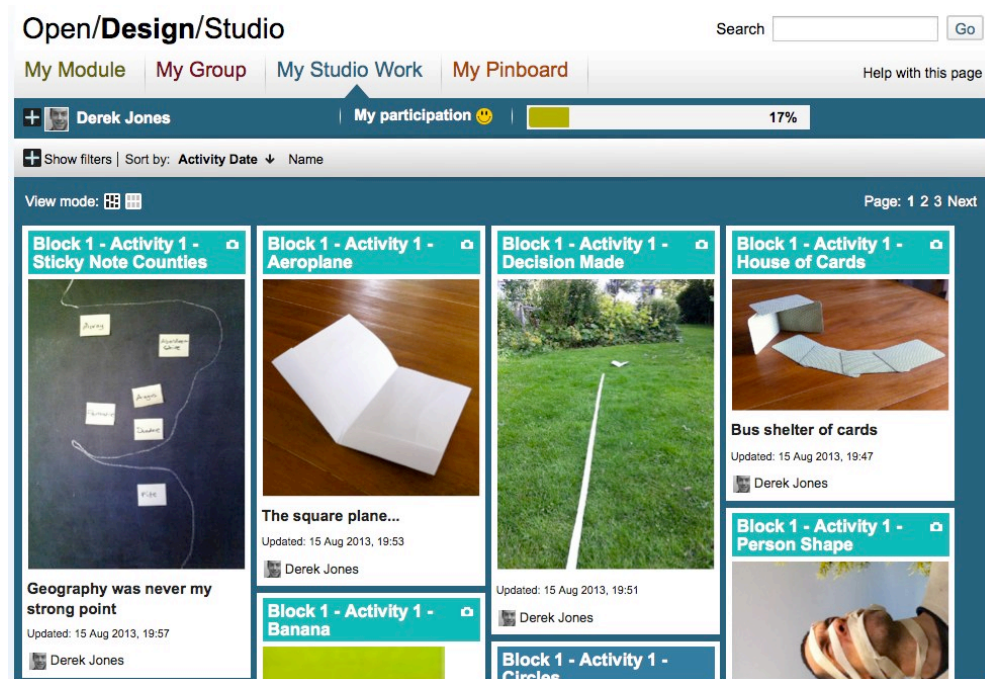 Open/Design/Studio
Search
Go
My Module
My Group
My Studio Work
My Pinboard
Help with this page
Derek Jones
My participation
17%
Show filters | Sort by: Activity Date ↓ Name
View mode:
Page: 1 2 3 Next
Block 1 - Activity 1 -
Sticky Note Counties
Fife
Geography was never my
strong point
Updated: 15 Aug 2013, 19:57
Derek Jones
Block 1 - Activity 1 -
Aeroplane
The square plane...
Updated: 15 Aug 2013, 19:53
Derek Jones
Block 1 - Activity 1 -
Banana
Block 1 - Activity 1 -
Decision Made
Updated: 15 Aug 2013, 19:51
Derek Jones
Block 1 - Activity 1 -
Circles
Block 1 - Activity 1 -
House of Cards
Bus shelter of cards
Updated: 15 Aug 2013, 19:47
Derek Jones
Block 1 - Activity 1 -
Person Shape